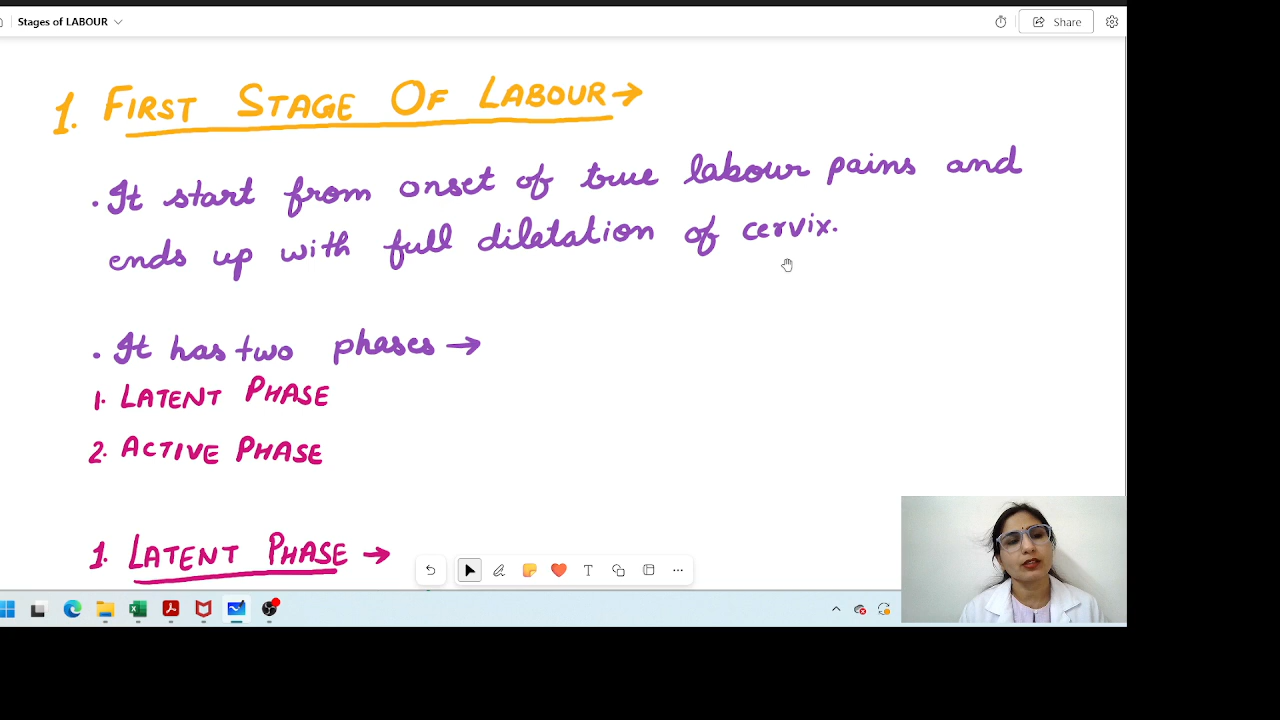 Stages of LABOUR
Share
1. FIRST STAGE OF LABOUR →
. It start from onset of true labour pains and
ends up with full dilatation of cervix.
. It has two phases →
1. LATENT PHASE
2. ACTIVE PHASE
1. LATENT PHASE →